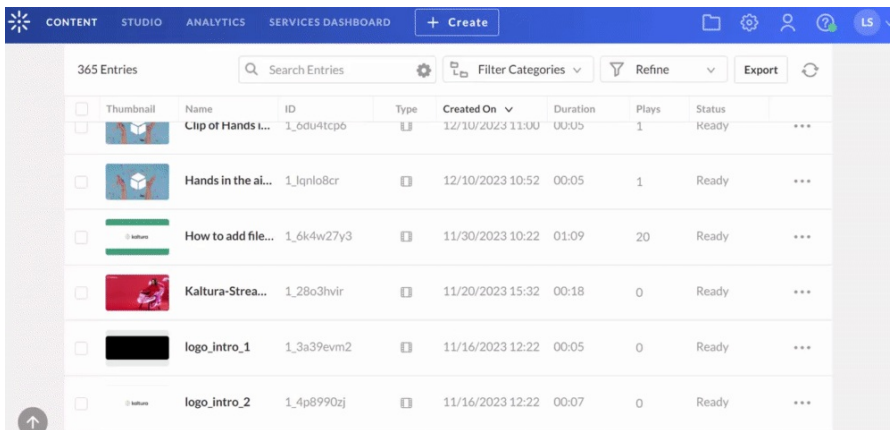 CONTENT STUDIO ANALYTICS SERVICES DASHBOARD + Create LS
365 Entries Search Entries Filter Categories Refine Export
Thumbnail Name ID Type Created On Duration Plays Status
Clip of Hands i... 1_6du4tcp6 12/10/2023 11:00 00:05 1 Ready
Hands in the ai... 1_lqnlo8cr 12/10/2023 10:52 00:05 1 Ready
kaltura How to add file... 1_6k4w27y3 11/30/2023 10:22 01:09 20 Ready
Kaltura-Strea... 1_28o3hvir 11/20/2023 15:32 00:18 0 Ready
logo_intro_1 1_3a39evm2 11/16/2023 12:22 00:05 0 Ready
kaltura logo_intro_2 1_4p8990zj 11/16/2023 12:22 00:07 0 Ready